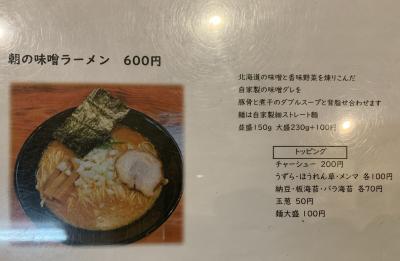 朝の味噌ラーメン 600円
北海道の味噌と香味野菜を煉りこんだ
自家製の味噌ダレを
豚骨と煮干のダブルスープと背脂せ合わせます
麺は自家製細ストレート麺
並盛150g 大盛230g+100円
トッピング
チャーシュー 200円
うずら・ほうれん草・メンマ 各100円
納豆・板海苔・バラ海苔 各70円
玉葱 50円
麺大盛 100円